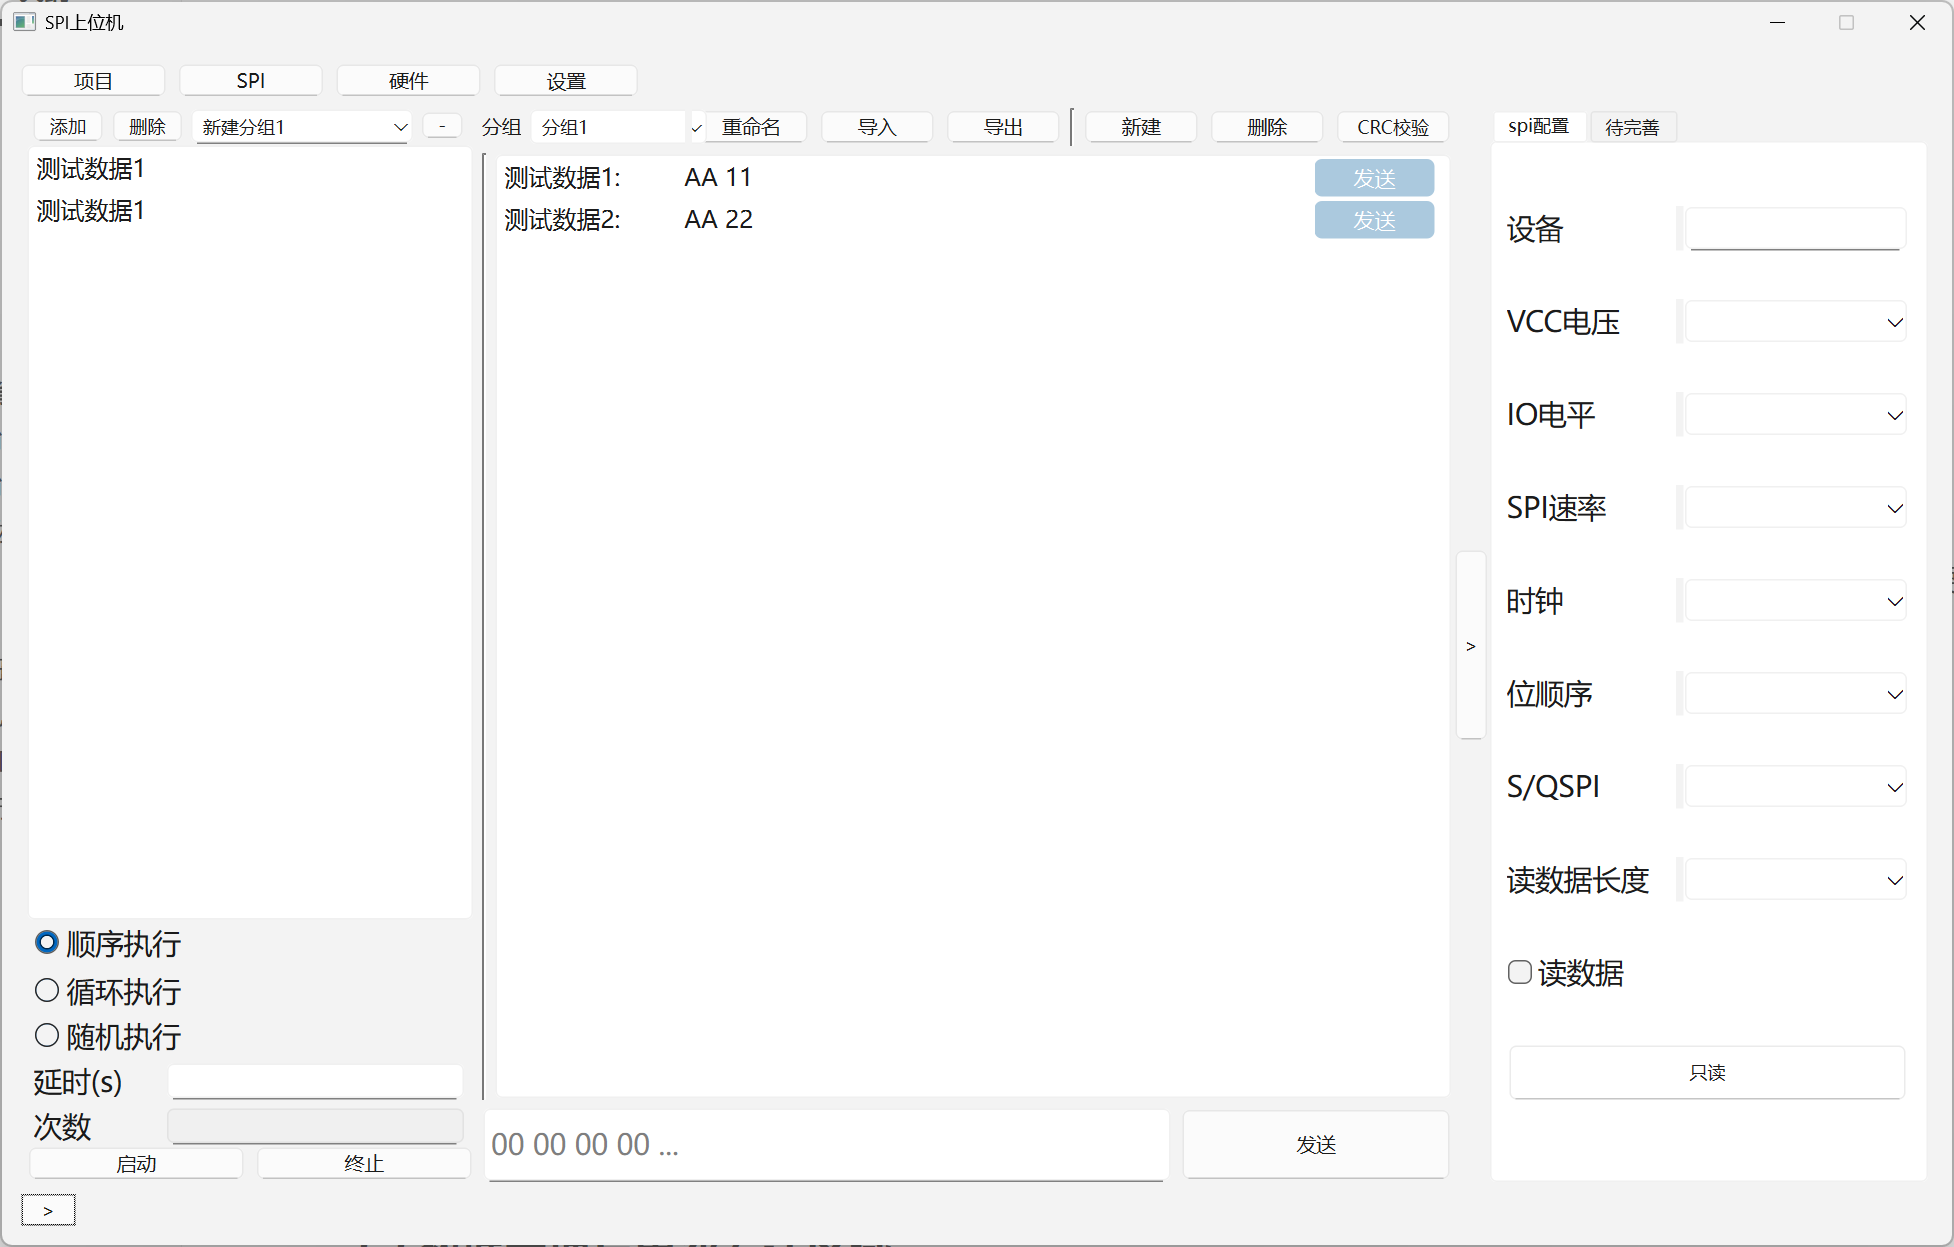 SPI上位机
项目 SPI 硬件 设置
添加 删除 新建分组1 - 分组 分组1 重命名 导入 导出 新建 删除 CRC校验 spi配置 待完善
测试数据1
测试数据1
测试数据1: AA 11 发送
测试数据2: AA 22 发送
设备
VCC电压
IO电平
SPI速率
时钟
>
位顺序
S/QSPI
读数据长度
读数据
只读
顺序执行
循环执行
随机执行
延时(s)
次数
启动 终止
00 00 00 00 ... 发送
>